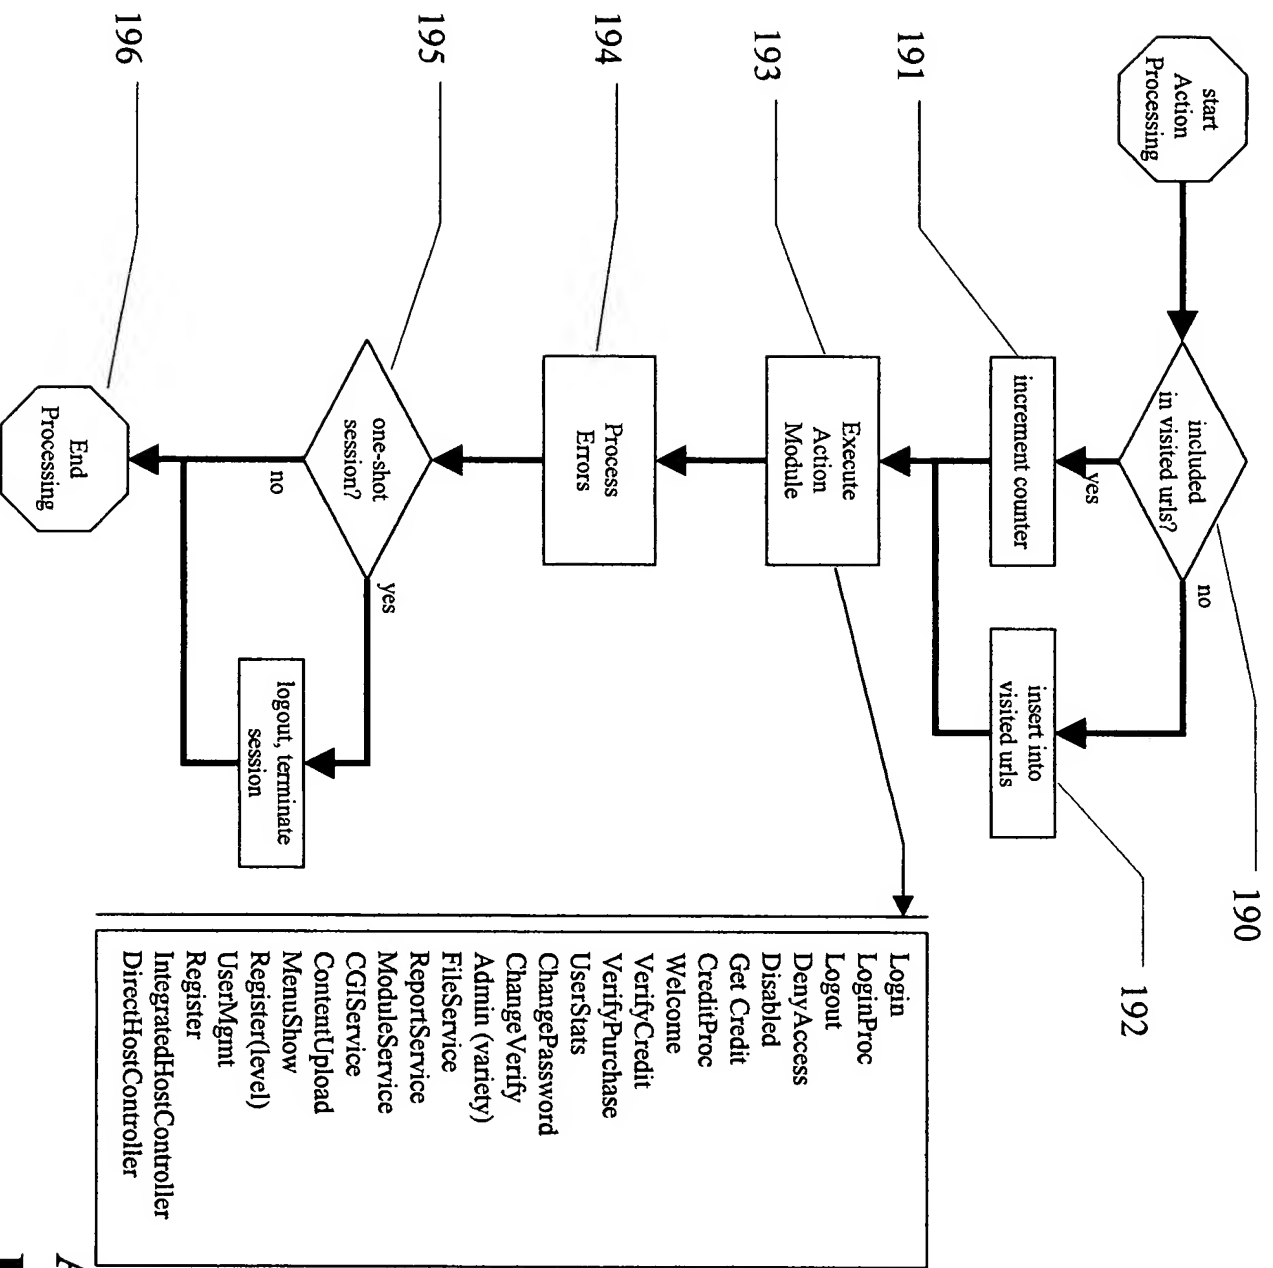 start
Action
Processing
included
in visited urls?
190
yes
no
191
increment counter
insert into
visited urls
192
193
Execute
Action
Module
194
Process
Errors
195
one-shot
session?
yes
no
logout, terminate
session
196
End
Processing
Login
LoginProc
Logout
DenyAccess
Disabled
Get Credit
CreditProc
Welcome
VerifyCredit
VerifyPurchase
UserStats
ChangePassword
ChangeVerify
Admin (variety)
FileService
ReportService
ModuleService
CGIService
ContentUpload
MenuShow
Register(level)
UserMgmt
Register
IntegratedHostController
DirectHostController